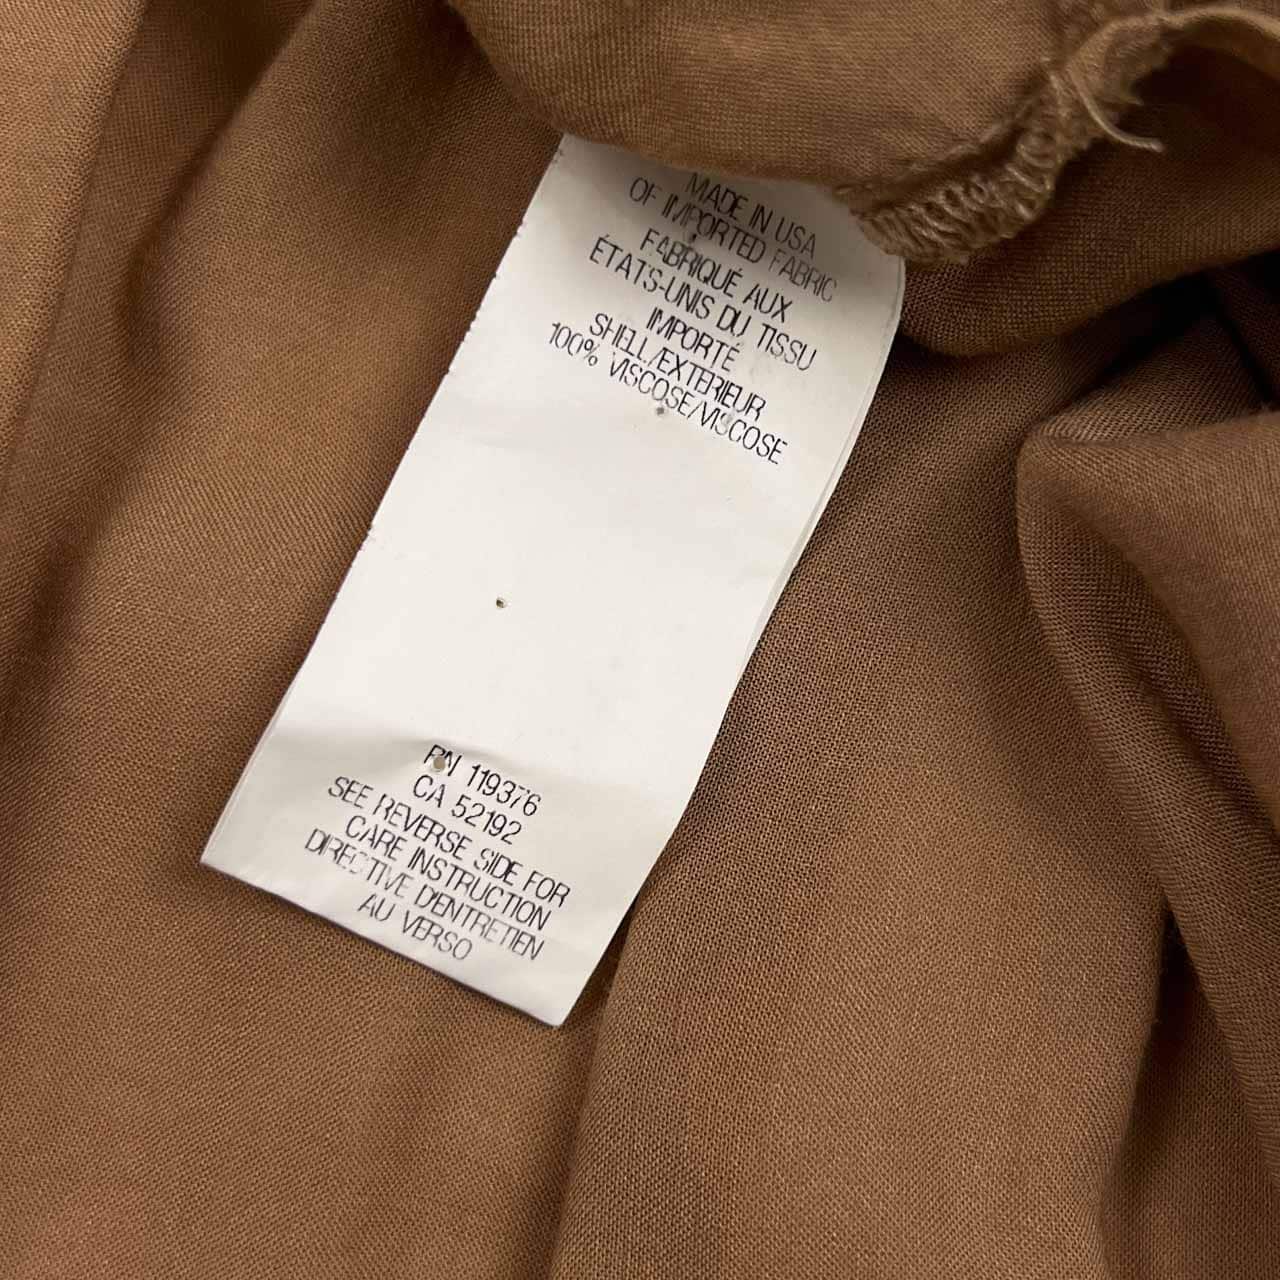 MADE IN USA
OF IMPORTED FABRIC
FABRIQUÉ AUX
ÉTATS-UNIS DU TISSU
IMPORTÉ
SHELL/EXTERIEUR
100% VISCOSE/VISCOSE
RN 119376
CA 52192
SEE REVERSE SIDE FOR
CARE INSTRUCTION
DIRECTIVE D'ENTRETIEN
AU VERSO